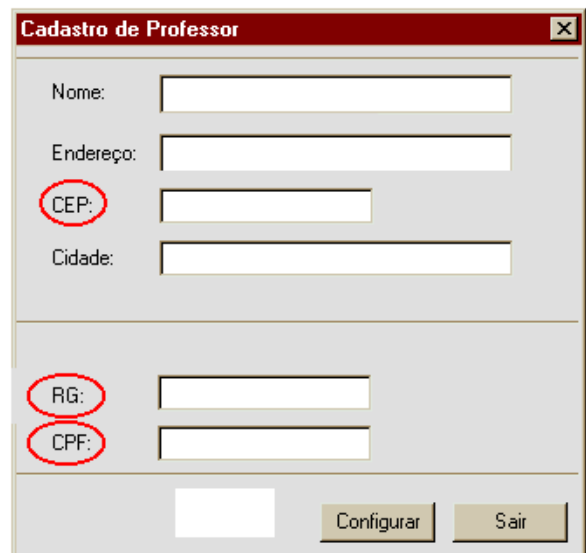 Cadastro de Professor
Nome:
Endereço:
CEP:
Cidade:
RG:
CPF:
Configurar Sair